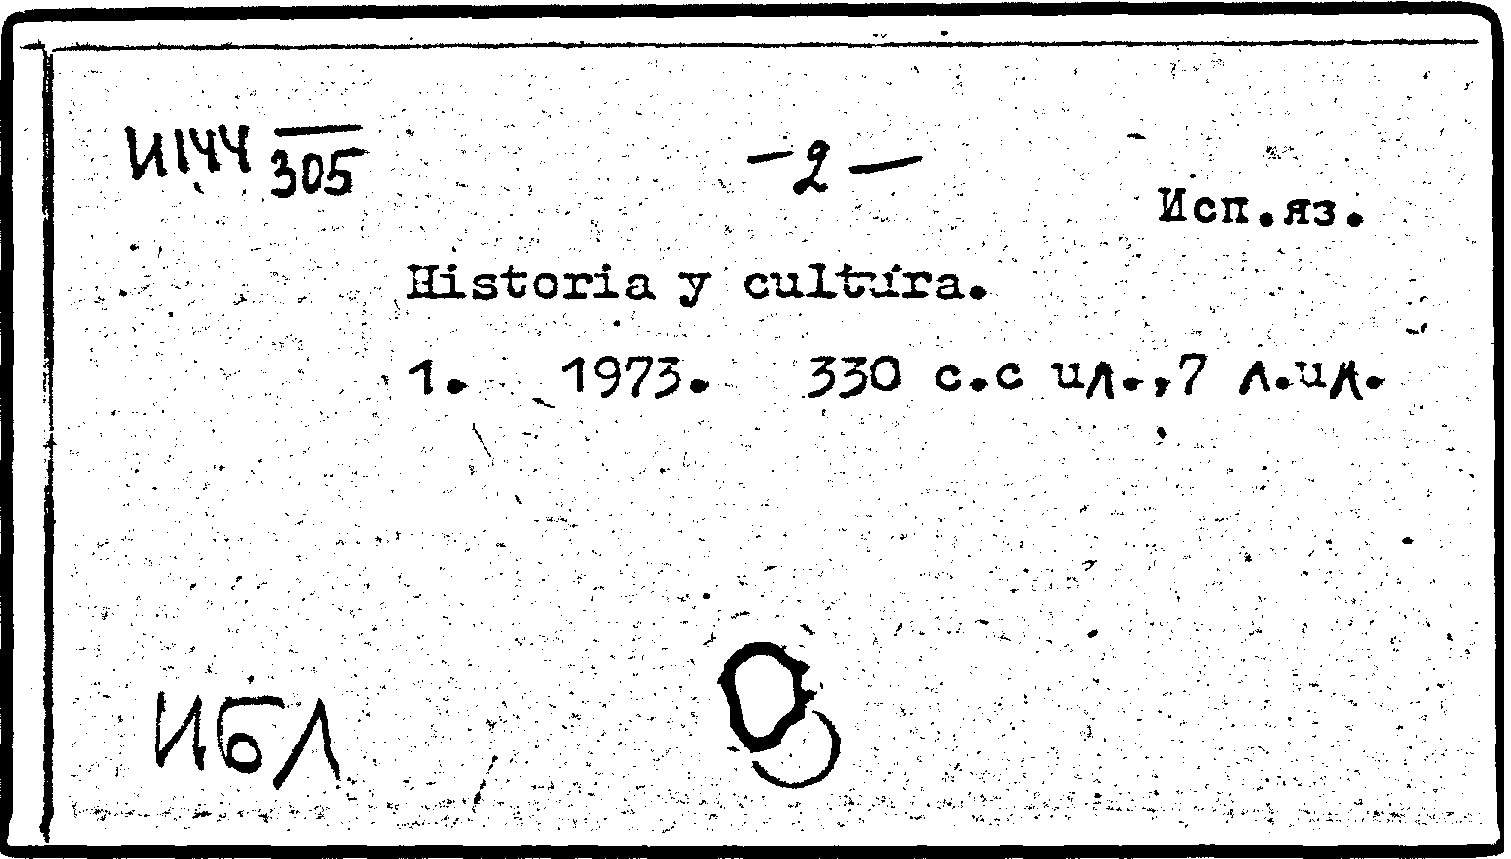 И144 305
— 2 —
Исп.яз.
Historia y cultura.
1. 1973. 330 с.с ил.,7 л.ил.
ИБЛ